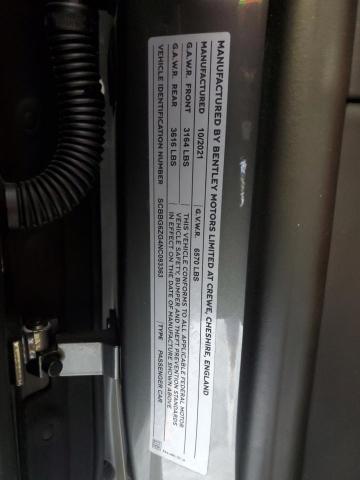 MANUFACTURED BY BENTLEY MOTORS LIMITED AT CREWE, CHESHIRE, ENGLAND
MANUFACTURED 10/2021 G.V.W.R. 6570 LBS
G.A.W.R. FRONT 3164 LBS
G.A.W.R. REAR 3616 LBS
THIS VEHICLE CONFORMS TO ALL APPLICABLE FEDERAL MOTOR
VEHICLE SAFETY, BUMPER AND THEFT PREVENTION STANDARDS
IN EFFECT ON THE DATE OF MANUFACTURE SHOWN ABOVE
VEHICLE IDENTIFICATION NUMBER SCBBG6ZG4NC093363 TYPE PASSENGER CAR